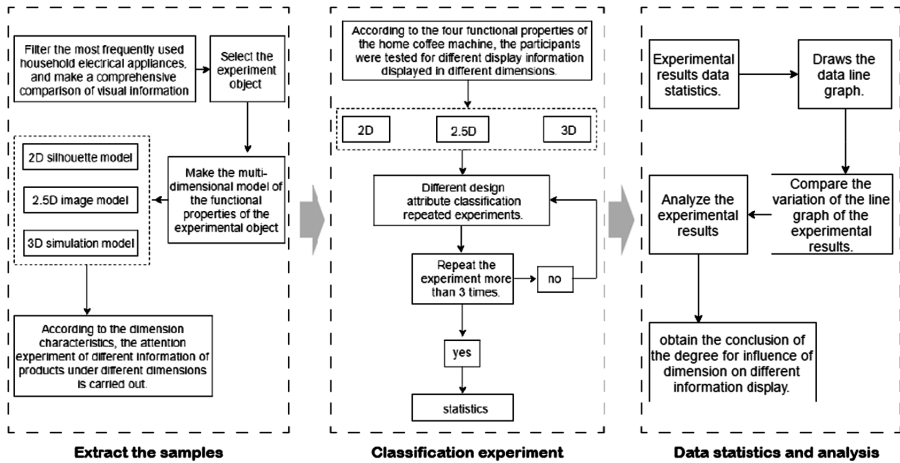 Filter the most frequently used
household electrical appliances,
and make a comprehensive
comparison of visual information
Select the
experiment
object
2D silhouette model
2.5D image model
3D simulation model
Make the multi-
dimensional model of
the functional
properties of the
experimental object
According to the dimension
characteristics, the attention
experiment of different information of
products under different dimensions
is carried out.
Extract the samples
According to the four functional properties
of the home coffee machine, the participants
were tested for different display information
displayed in different dimensions.
2D
2.5D
3D
Different design
attribute classification
repeated experiments.
Repeat the
experiment more
than 3 times.
no
yes
statistics
Classification experiment
Experimental
results data
statistics.
Draws the
data line
graph.
Compare the
variation of the line
graph of the
experimental
results.
Analyze the
experimental
results
obtain the conclusion of
the degree for influence of
dimension on different
information display.
Data statistics and analysis